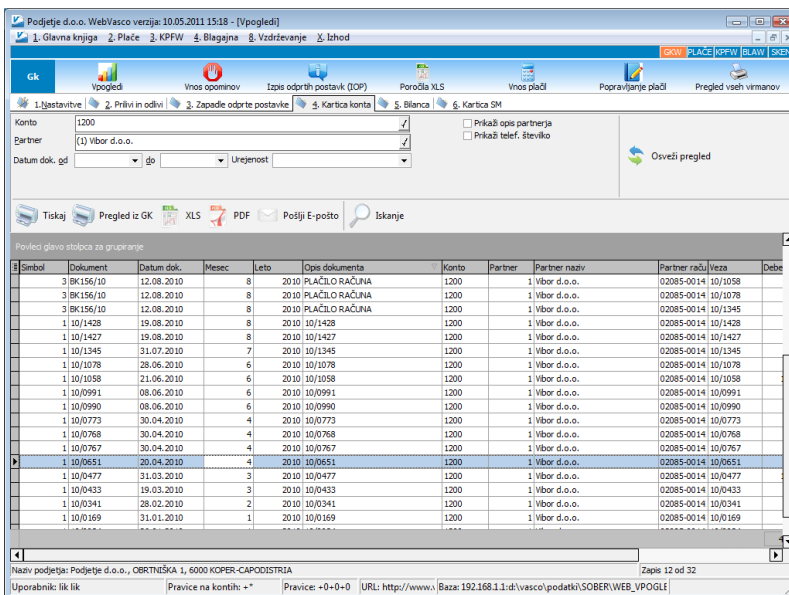 Podjetje d.o.o. WebVasco verzija: 10.05.2011 15:18 - [Vpogledi]
1. Glavna knjiga 2. Plače 3. KPFW 4. Blagajna 8. Vzdrževanje X. Izhod
GKW PLAČE KPFW BLAW SKEN
Gk Vpogledi Vnos opominov Izpis odprtih postavk (IOP) Poročila XLS Vnos plačil Popravljanje plačil Pregled vseh virmanov
1.Nastavitve 2. Prilivi in odlivi 3. Zapadle odprte postavke 4. Kartica konta 5. Bilanca 6. Kartica SM
Konto 1200 Prikaži opis partnerja
Partner (1) Vibor d.o.o. Prikaži telef. številko
Datum dok. od do Urejenost Osveži pregled
Tiskaj Pregled iz GK XLS PDF Pošlji E-pošto Iskanje
Povleci glavo stolpca za grupiranje
Simbol Dokument Datum dok. Mesec Leto Opis dokumenta Konto Partner Partner naziv Partner raču Veza Debe
3 BK156/10 12.08.2010 8 2010 PLAČILO RAČUNA 1200 1 Vibor d.o.o. 02085-0014 10/1058
3 BK156/10 12.08.2010 8 2010 PLAČILO RAČUNA 1200 1 Vibor d.o.o. 02085-0014 10/1078
3 BK156/10 12.08.2010 8 2010 PLAČILO RAČUNA 1200 1 Vibor d.o.o. 02085-0014 10/1345
1 10/1428 19.08.2010 8 2010 10/1428 1200 1 Vibor d.o.o. 02085-0014 10/1428
1 10/1427 19.08.2010 8 2010 10/1427 1200 1 Vibor d.o.o. 02085-0014 10/1427
1 10/1345 31.07.2010 7 2010 10/1345 1200 1 Vibor d.o.o. 02085-0014 10/1345
1 10/1078 28.06.2010 6 2010 10/1078 1200 1 Vibor d.o.o. 02085-0014 10/1078
1 10/1058 21.06.2010 6 2010 10/1058 1200 1 Vibor d.o.o. 02085-0014 10/1058
1 10/0991 08.06.2010 6 2010 10/0991 1200 1 Vibor d.o.o. 02085-0014 10/0991
1 10/0990 08.06.2010 6 2010 10/0990 1200 1 Vibor d.o.o. 02085-0014 10/0990
1 10/0773 30.04.2010 4 2010 10/0773 1200 1 Vibor d.o.o. 02085-0014 10/0773
1 10/0768 30.04.2010 4 2010 10/0768 1200 1 Vibor d.o.o. 02085-0014 10/0768
1 10/0767 30.04.2010 4 2010 10/0767 1200 1 Vibor d.o.o. 02085-0014 10/0767
1 10/0651 20.04.2010 4 2010 10/0651 1200 1 Vibor d.o.o. 02085-0014 10/0651
1 10/0477 31.03.2010 3 2010 10/0477 1200 1 Vibor d.o.o. 02085-0014 10/0477
1 10/0433 19.03.2010 3 2010 10/0433 1200 1 Vibor d.o.o. 02085-0014 10/0433
1 10/0341 28.02.2010 2 2010 10/0341 1200 1 Vibor d.o.o. 02085-0014 10/0341
1 10/0169 31.01.2010 1 2010 10/0169 1200 1 Vibor d.o.o. 02085-0014 10/0169
Naziv podjetja: Podjetje d.o.o., OBRTNIŠKA 1, 6000 KOPER-CAPODISTRIA Zapis 12 od 32
Uporabnik: lik lik Pravice na kontih: +* Pravice: +0+0+0 URL: http://www.v Baza: 192.168.1.1:d:\vasco\podatki\SOBER\WEB_VPOGLE